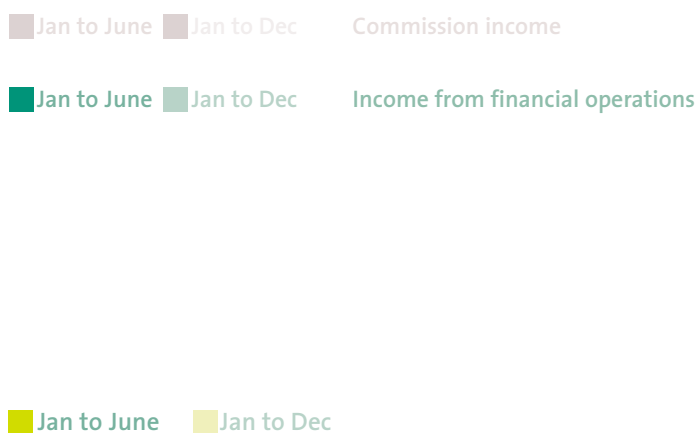 Jan to June Jan to Dec Commission income
Jan to June Jan to Dec Income from financial operations
Jan to June Jan to Dec